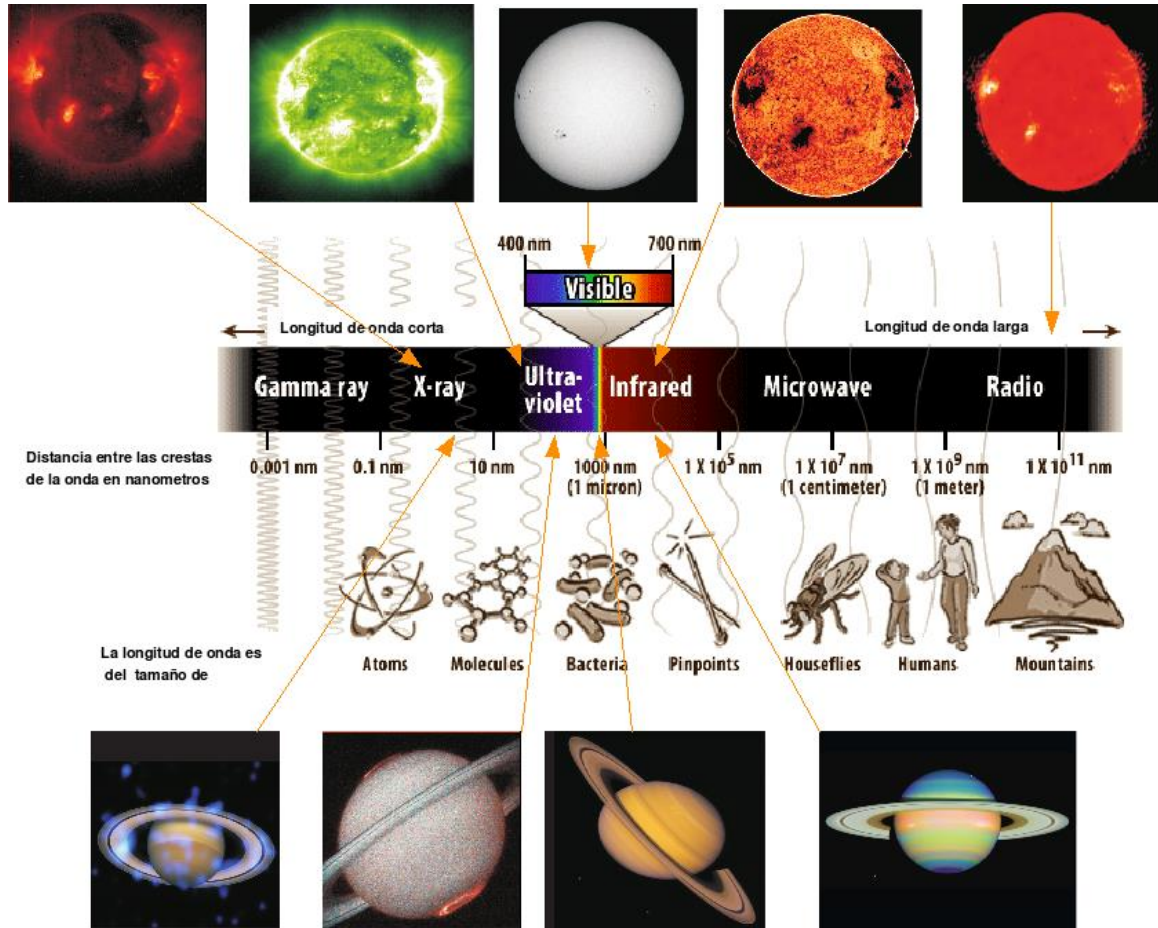 400 nm
700 nm
Visible
Longitud de onda corta
Longitud de onda larga
Gamma ray
X-ray
Ultra-
violet
Infrared
Microwave
Radio
Distancia entre las crestas
de la onda en nanometros
0.001 nm
0.1 nm
10 nm
1000 nm
(1 micron)
1 X 10⁵ nm
1 X 10⁷ nm
(1 centimeter)
1 X 10⁹ nm
(1 meter)
1 X 10¹¹ nm
La longitud de onda es
del tamaño de
Atoms
Molecules
Bacteria
Pinpoints
Houseflies
Humans
Mountains